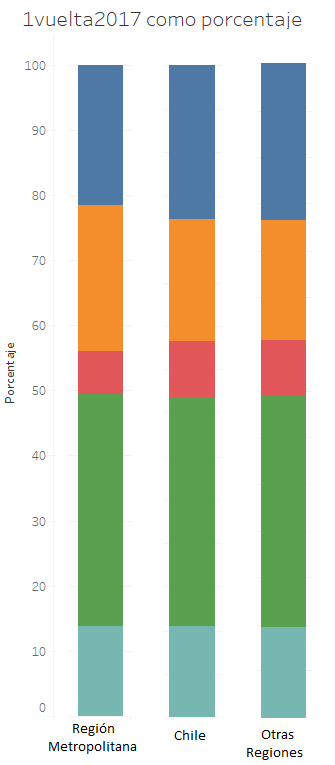 1vuelta2017 como porcentaje
100
90
80
70
60
50
40
30
20
10
0
Porcentaje
Región
Metropolitana
Chile
Otras
Regiones